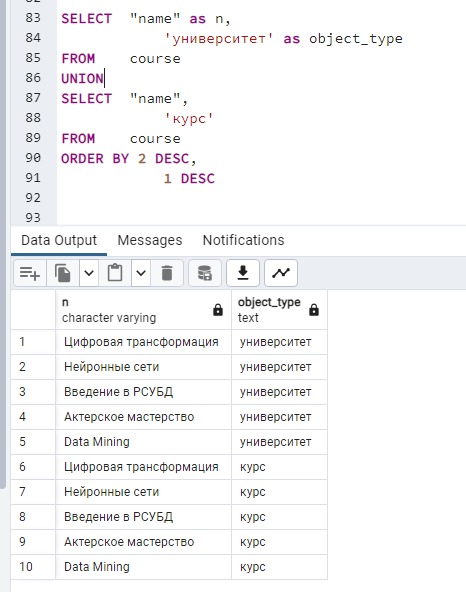 83 SELECT "name" as n,
84 'университет' as object_type
85 FROM course
86 UNION
87 SELECT "name",
88 'курс'
89 FROM course
90 ORDER BY 2 DESC,
91 1 DESC
92
93
Data Output Messages Notifications
n object_type
character varying text
1 Цифровая трансформация университет
2 Нейронные сети университет
3 Введение в РСУБД университет
4 Актерское мастерство университет
5 Data Mining университет
6 Цифровая трансформация курс
7 Нейронные сети курс
8 Введение в РСУБД курс
9 Актерское мастерство курс
10 Data Mining курс